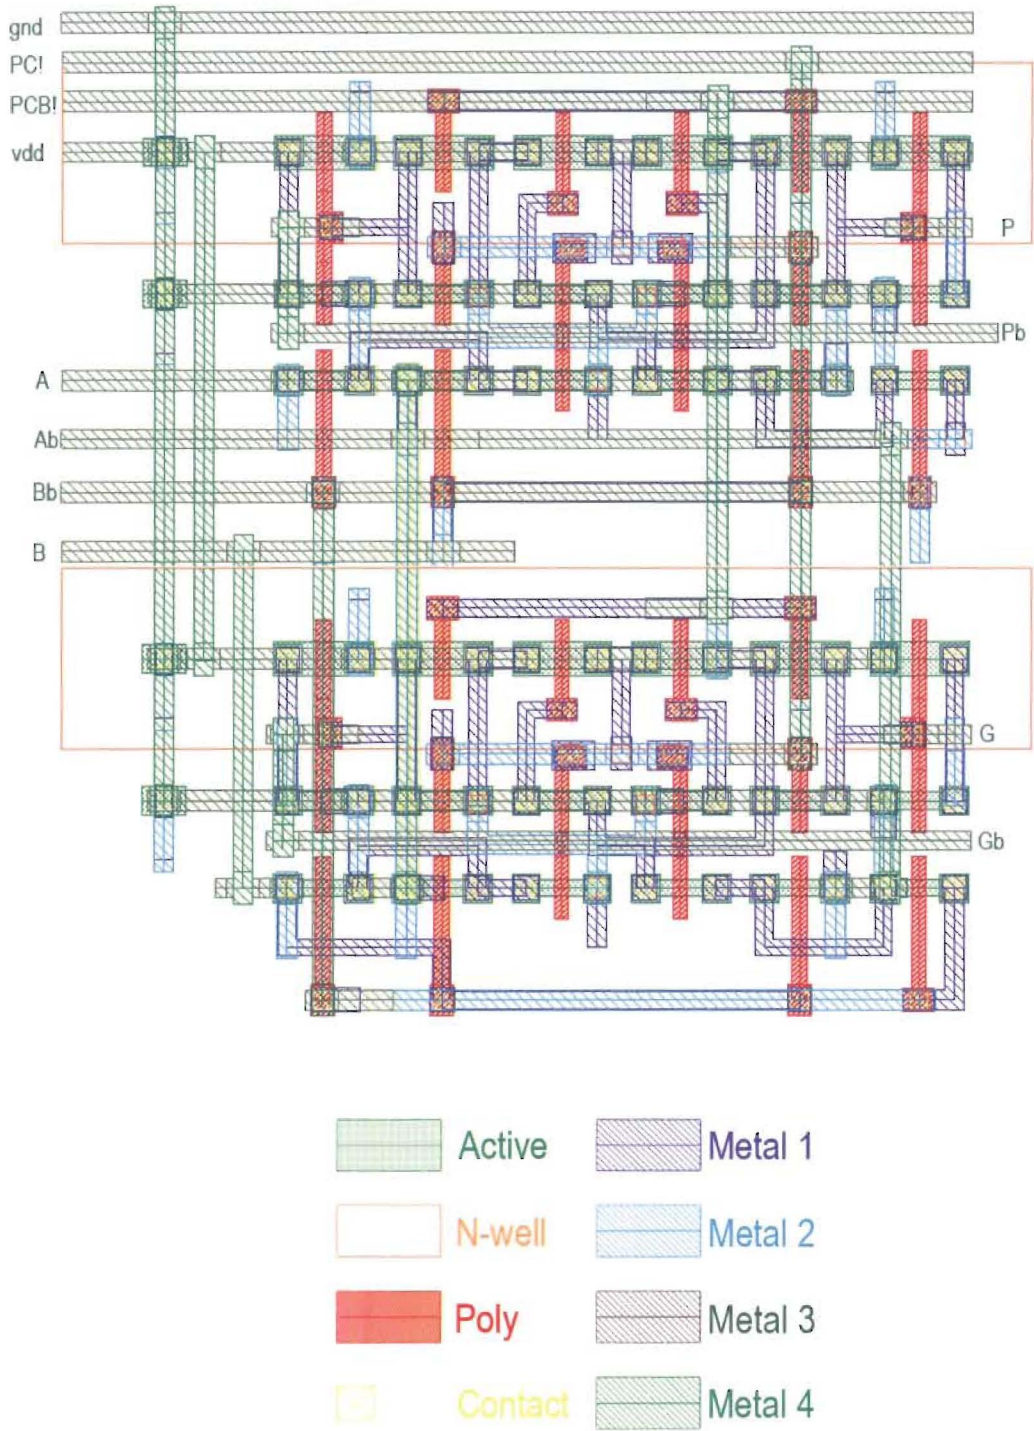 gnd
PC!
PCB!
vdd
P
Pb
A
Ab
Bb
B
G
Gb
Active Metal 1
N-well Metal 2
Poly Metal 3
Contact Metal 4